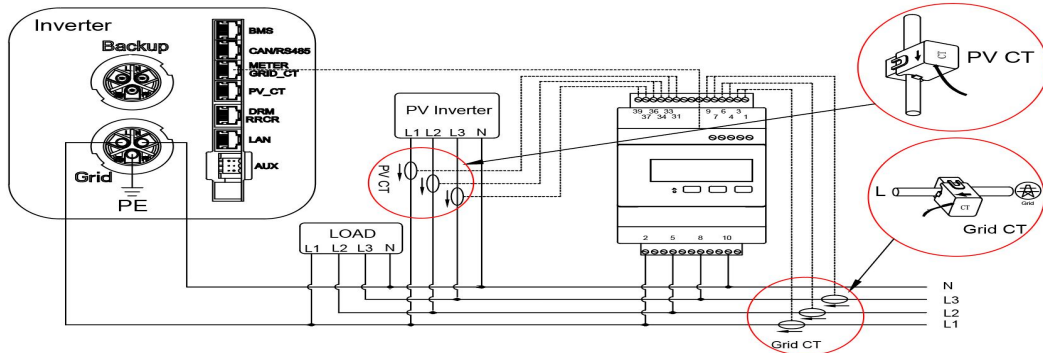 Inverter
Backup
Grid
PE
BMS
CAN/RS485
METER
GRID_CT
PV_CT
DRM
RRCR
LAN
AUX
PV Inverter
L1 L2 L3 N
PV CT
LOAD
L1 L2 L3 N
39 36 33 9 6 3
37 34 31 7 4 1
2 5 8 10
CT
PV CT
L
CT
Grid
Grid CT
N
L3
L2
L1
Grid CT